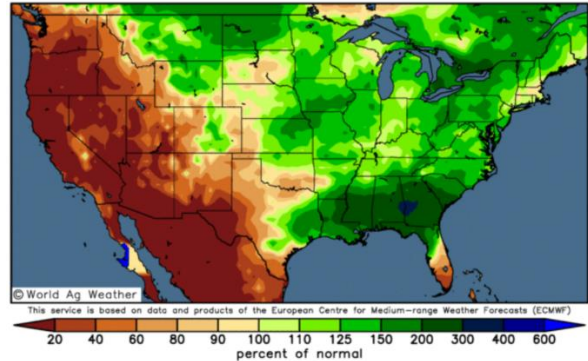 © World Ag Weather
This service is based on data and products of the European Centre for Medium-range Weather Forecasts (ECMWF)
20 40 60 80 90 100 110 125 150 200 300 400 600
percent of normal